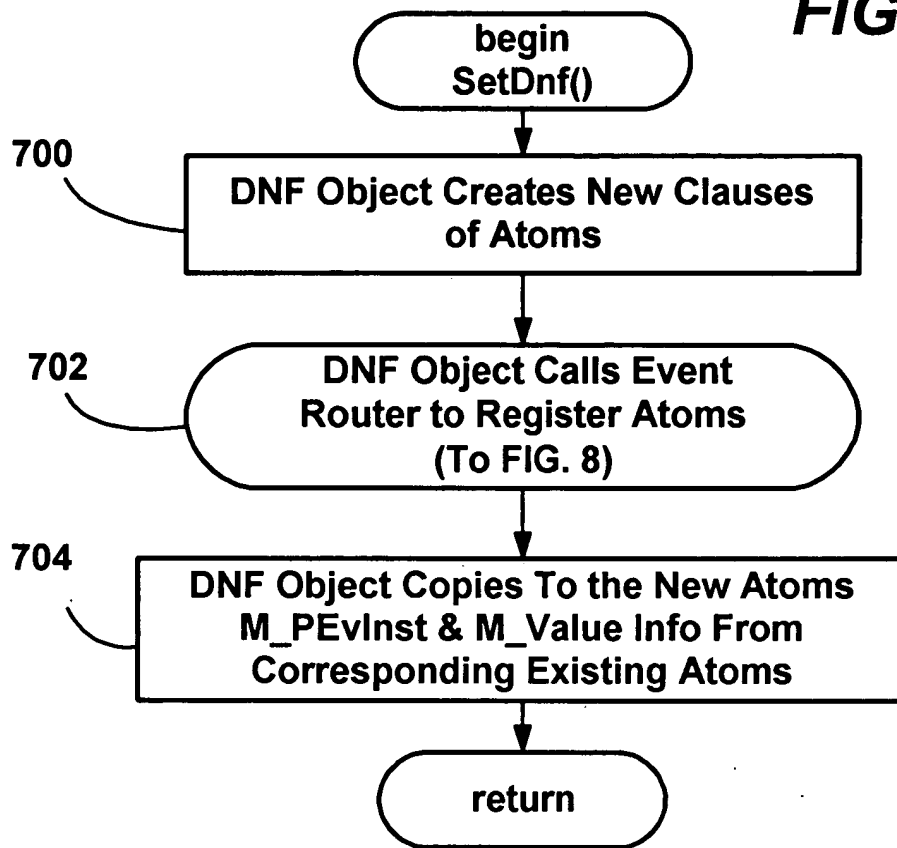 FIG
begin
SetDnf()
700
DNF Object Creates New Clauses
of Atoms
702
DNF Object Calls Event
Router to Register Atoms
(To FIG. 8)
704
DNF Object Copies To the New Atoms
M_PEvInst & M_Value Info From
Corresponding Existing Atoms
return